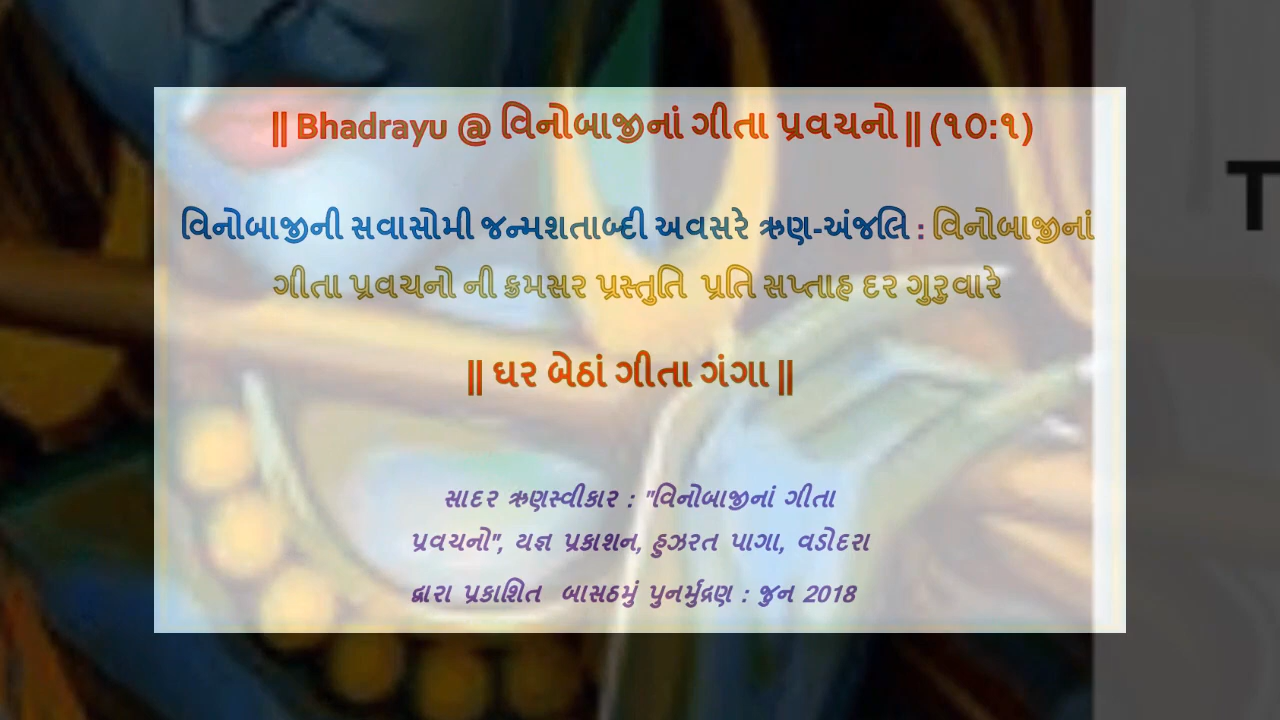 || Bhadrayu @ વિનોબાજીનાં ગીતા પ્રવચનો || (૧૦:૧)
વિનોબાજીની સવાસોમી જન્મશતાબ્દી અવસરે ઋણ-અંજલિ : વિનોબાજીનાં
ગીતા પ્રવચનો ની ક્રમસર પ્રસ્તુતિ પ્રતિ સપ્તાહ દર ગુરુવારે
|| ઘર બેઠાં ગીતા ગંગા ||
સાદર ઋણસ્વીકાર : "વિનોબાજીનાં ગીતા
પ્રવચનો", યજ્ઞ પ્રકાશન, હુઝરત પાગા, વડોદરા
દ્વારા પ્રકાશિત બાસઠમું પુનર્મુદ્રણ : જુન 2018
T